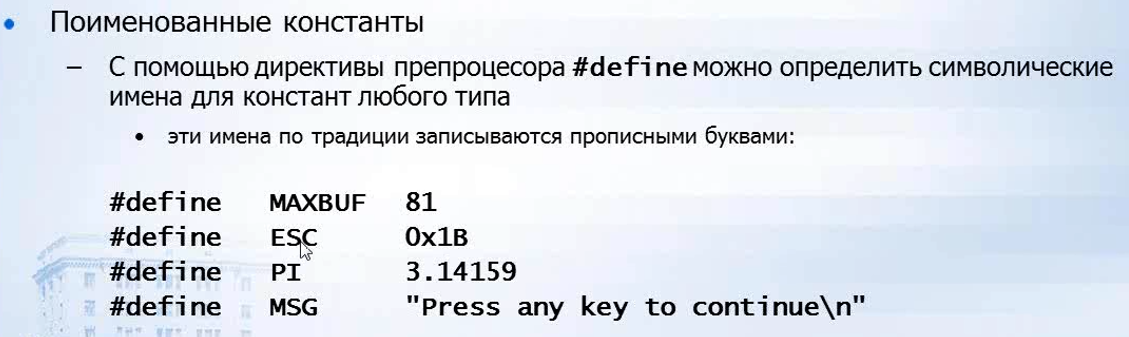 • Поименованные константы
– С помощью директивы препроцесора #define можно определить символические
имена для констант любого типа
• эти имена по традиции записываются прописными буквами:
#define MAXBUF 81
#define ESC 0x1B
#define PI 3.14159
#define MSG "Press any key to continue\n"